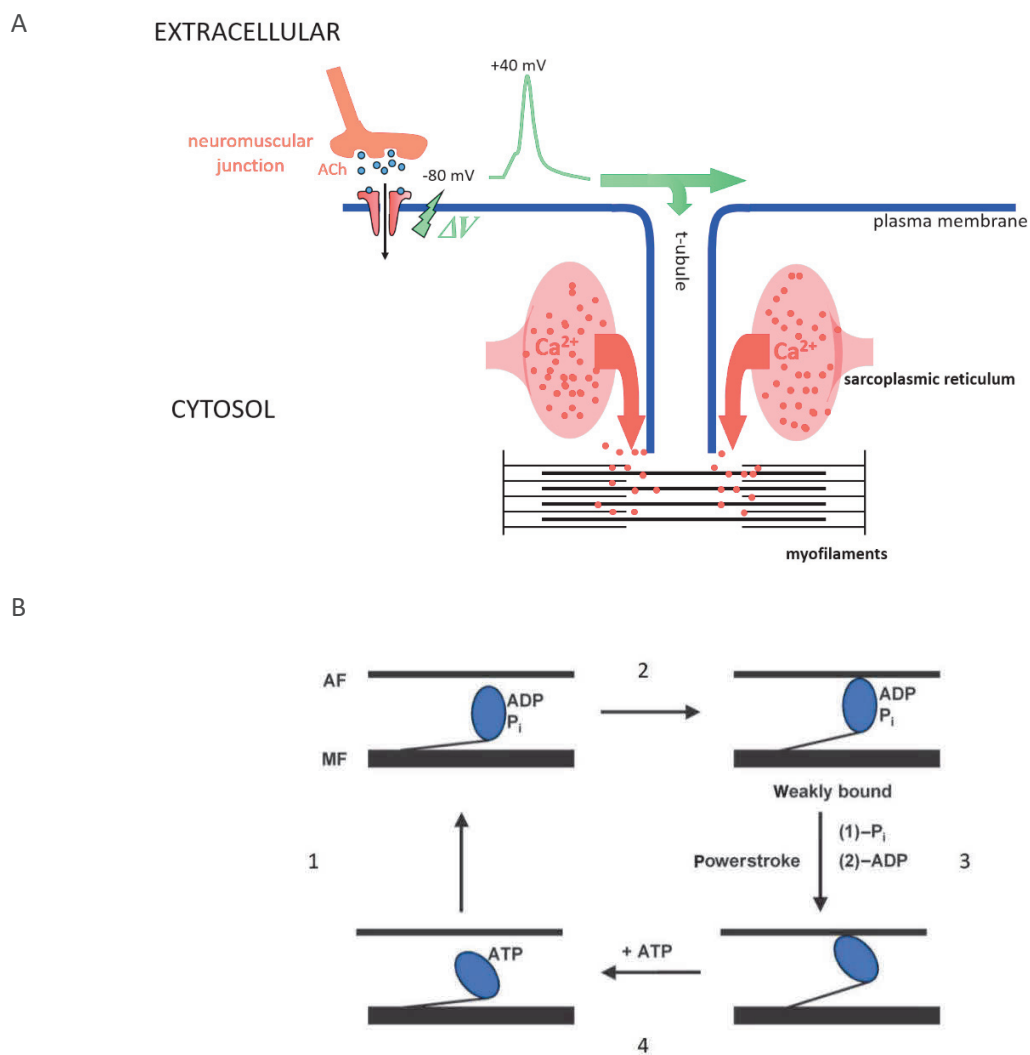 A
EXTRACELLULAR
+40 mV
neuromuscular
junction
ACh
-80 mV
ΔV
plasma membrane
t-ubule
Ca²⁺
Ca²⁺
sarcoplasmic reticulum
CYTOSOL
myofilaments
B
2
AF
ADP
Pᵢ
ADP
Pᵢ
MF
Weakly bound
1
(1)–Pᵢ
Powerstroke
(2)–ADP
3
ATP
+ ATP
4